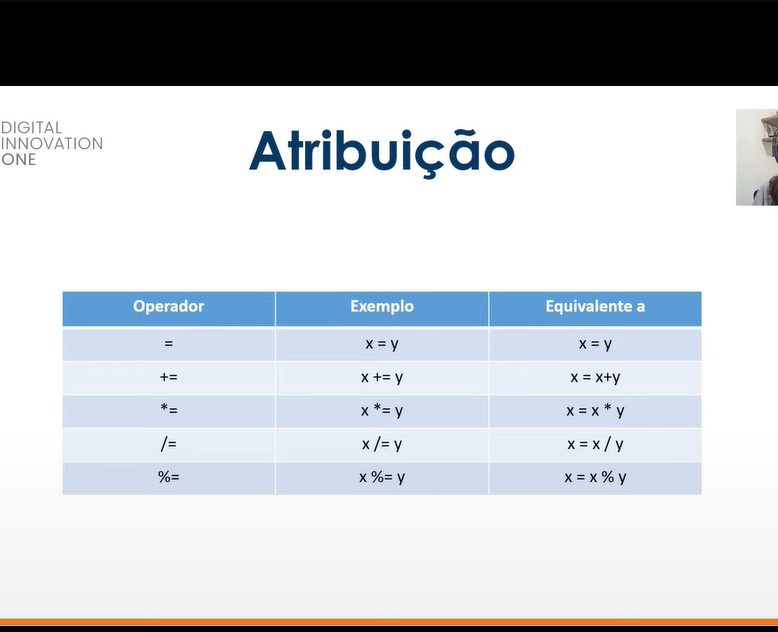 DIGITAL
INNOVATION
ONE
Atribuição
Operador Exemplo Equivalente a
= x = y x = y
+= x += y x = x+y
*= x *= y x = x * y
/= x /= y x = x / y
%= x %= y x = x % y